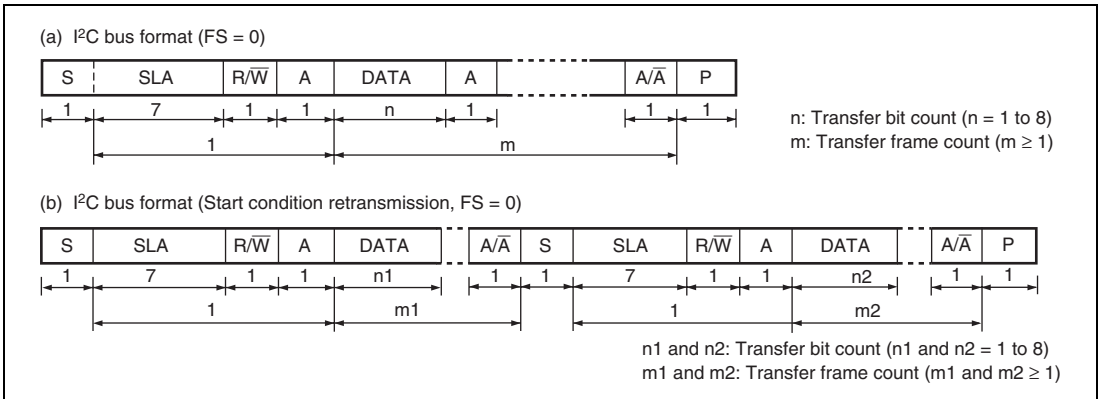 (a) I²C bus format (FS = 0)
S SLA R/W̅ A DATA A A/A̅ P
1 7 1 1 n 1 1 1
n: Transfer bit count (n = 1 to 8)
1 m
m: Transfer frame count (m ≥ 1)
(b) I²C bus format (Start condition retransmission, FS = 0)
S SLA R/W̅ A DATA A/A̅ S SLA R/W̅ A DATA A/A̅ P
1 7 1 1 n1 1 1 7 1 1 n2 1 1
1 m1 1 m2
n1 and n2: Transfer bit count (n1 and n2 = 1 to 8)
m1 and m2: Transfer frame count (m1 and m2 ≥ 1)